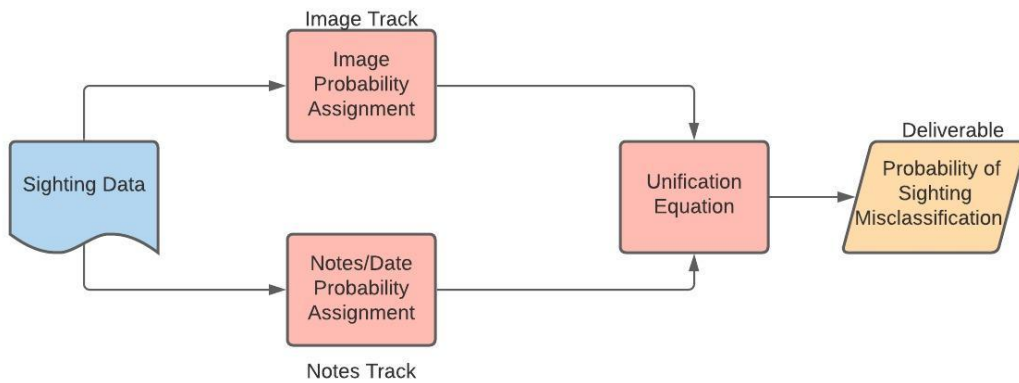 Image Track
Image
Probability
Assignment
Sighting Data
Unification
Equation
Deliverable
Probability of
Sighting
Misclassification
Notes/Date
Probability
Assignment
Notes Track